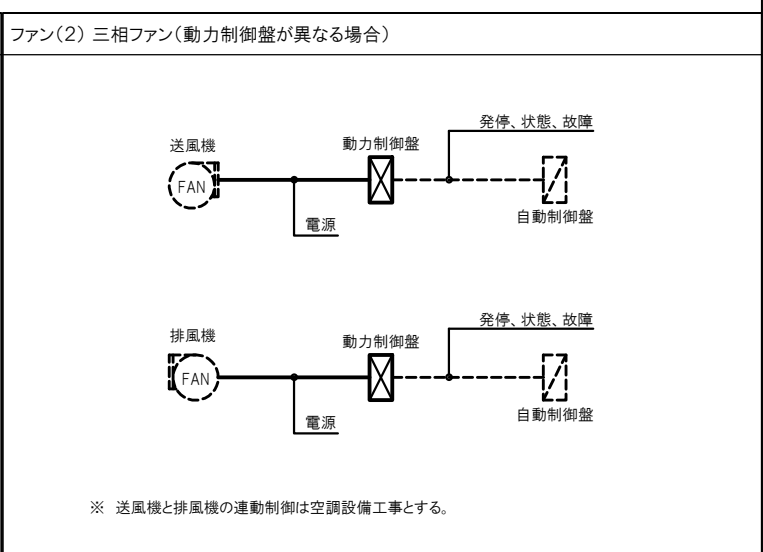 ファン(2) 三相ファン(動力制御盤が異なる場合)
発停、状態、故障
送風機
動力制御盤
FAN
自動制御盤
電源
発停、状態、故障
排風機
動力制御盤
FAN
自動制御盤
電源
※ 送風機と排風機の連動制御は空調設備工事とする。